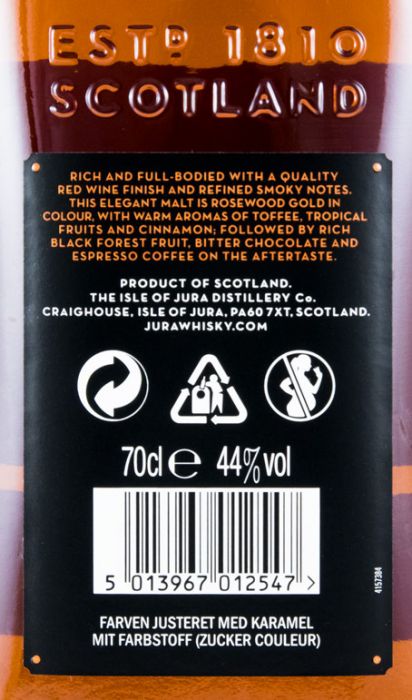 ESTD 1810
SCOTLAND
RICH AND FULL-BODIED WITH A QUALITY
RED WINE FINISH AND REFINED SMOKY NOTES.
THIS ELEGANT MALT IS ROSEWOOD GOLD IN
COLOUR, WITH WARM AROMAS OF TOFFEE, TROPICAL
FRUITS AND CINNAMON; FOLLOWED BY RICH
BLACK FOREST FRUIT, BITTER CHOCOLATE AND
ESPRESSO COFFEE ON THE AFTERTASTE.
PRODUCT OF SCOTLAND.
THE ISLE OF JURA DISTILLERY Co.
CRAIGHOUSE, ISLE OF JURA, PA60 7XT, SCOTLAND.
JURAWHISKY.COM
70cl e 44%vol
5 013967 012547 >
4157384
FARVEN JUSTERET MED KARAMEL
MIT FARBSTOFF (ZUCKER COULEUR)